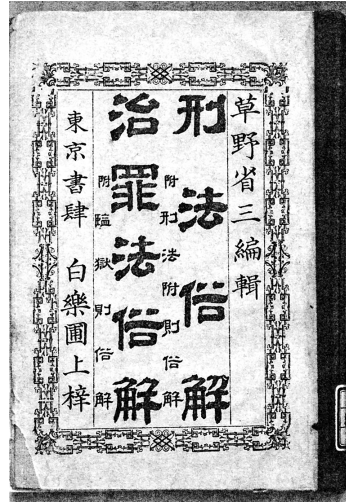 草野省三編輯
刑法俗解
附刑法附則俗解
治罪法俗解
附監獄則俗解
東京書肆 白樂圃上梓